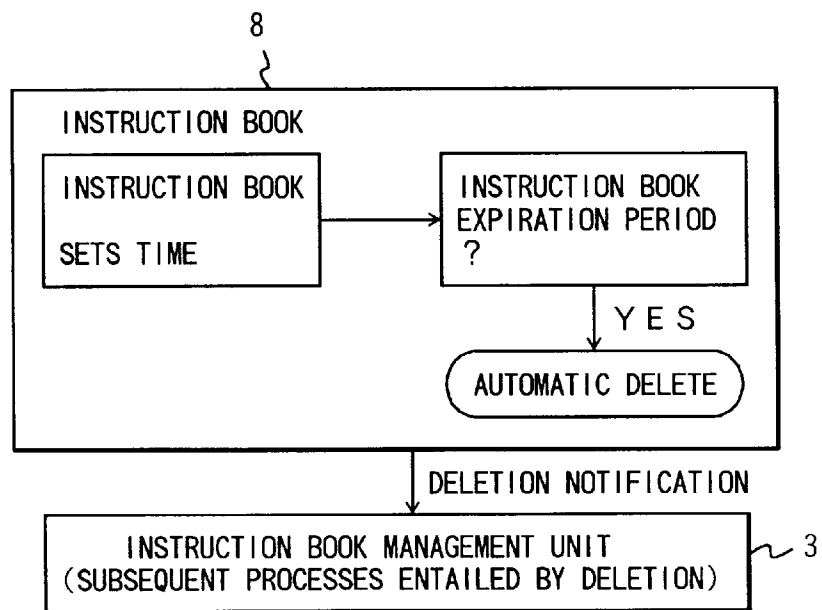 8
INSTRUCTION BOOK
INSTRUCTION BOOK
SETS TIME
INSTRUCTION BOOK
EXPIRATION PERIOD
?
YES
AUTOMATIC DELETE
DELETION NOTIFICATION
INSTRUCTION BOOK MANAGEMENT UNIT
(SUBSEQUENT PROCESSES ENTAILED BY DELETION)
3